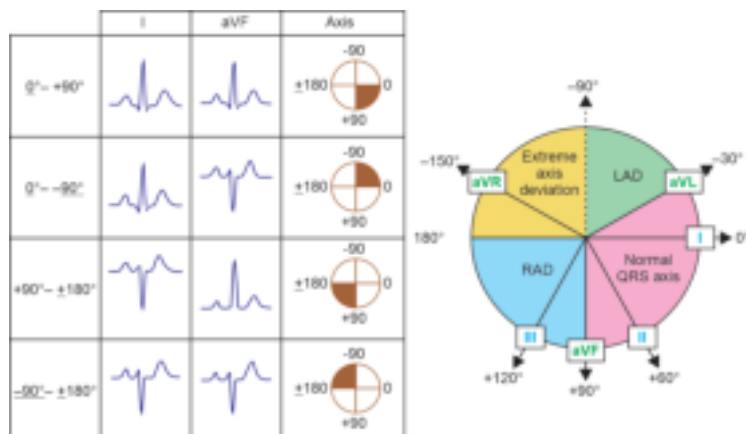 I aVF Axis
0° – +90°
-90
±180 0
+90
0° – –90°
-90
±180 0
+90
+90° – ±180°
-90
±180 0
+90
–90° – ±180°
-90
±180 0
+90
–90°
–150° –30°
Extreme
axis
deviation
LAD
aVR aVL
180° I 0°
RAD
Normal
QRS axis
III II
aVF
+120° +60°
+90°